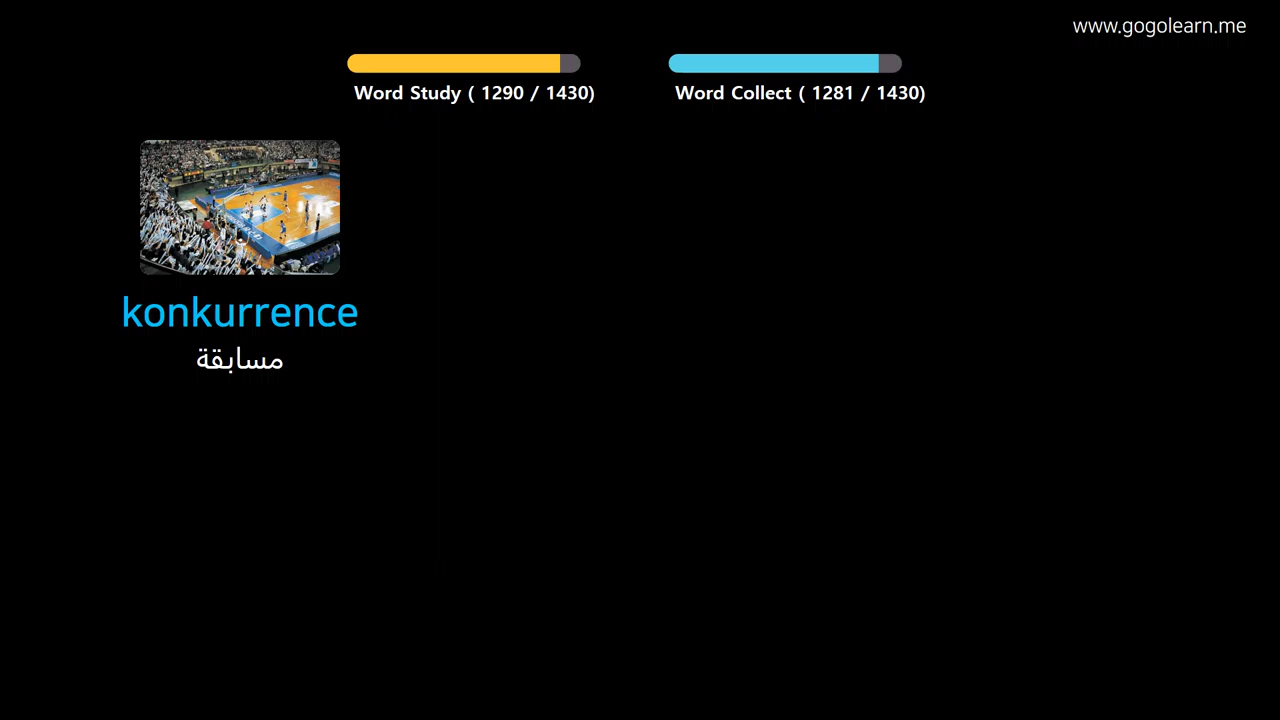 www.gogolearn.me
Word Study ( 1290 / 1430)
Word Collect ( 1281 / 1430)
konkurrence
مسابقة